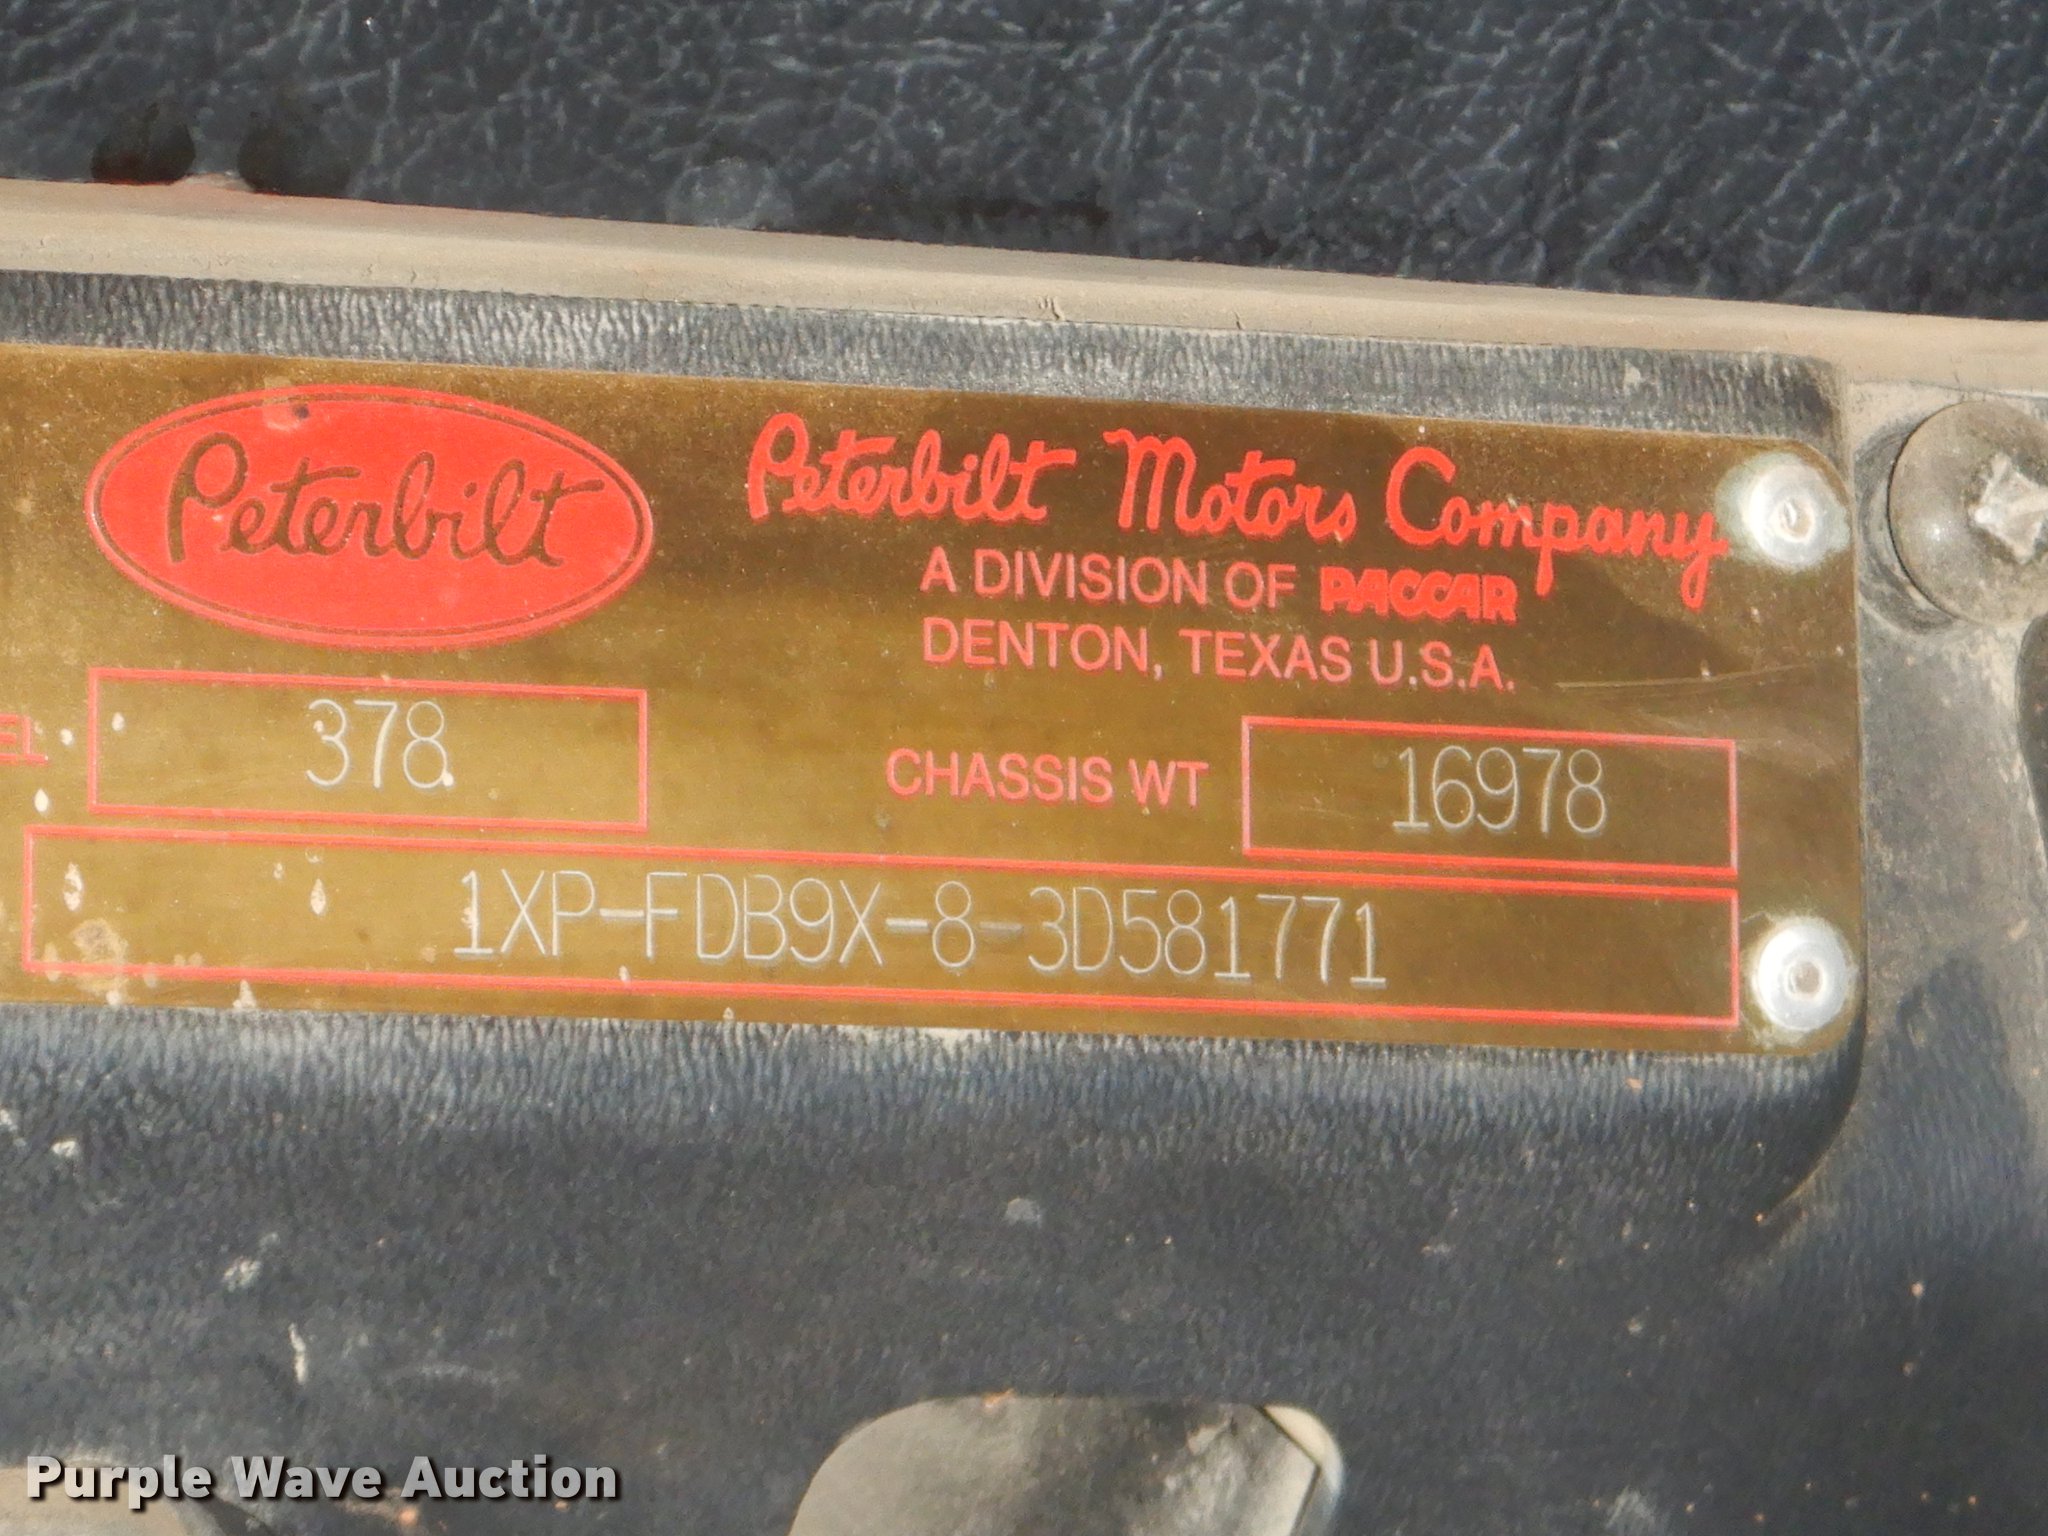 Peterbilt
Peterbilt Motors Company
A DIVISION OF PACCAR
DENTON, TEXAS U.S.A.
EL 378
CHASSIS WT 16978
1XP-FDB9X-8-3D581771
Purple Wave Auction